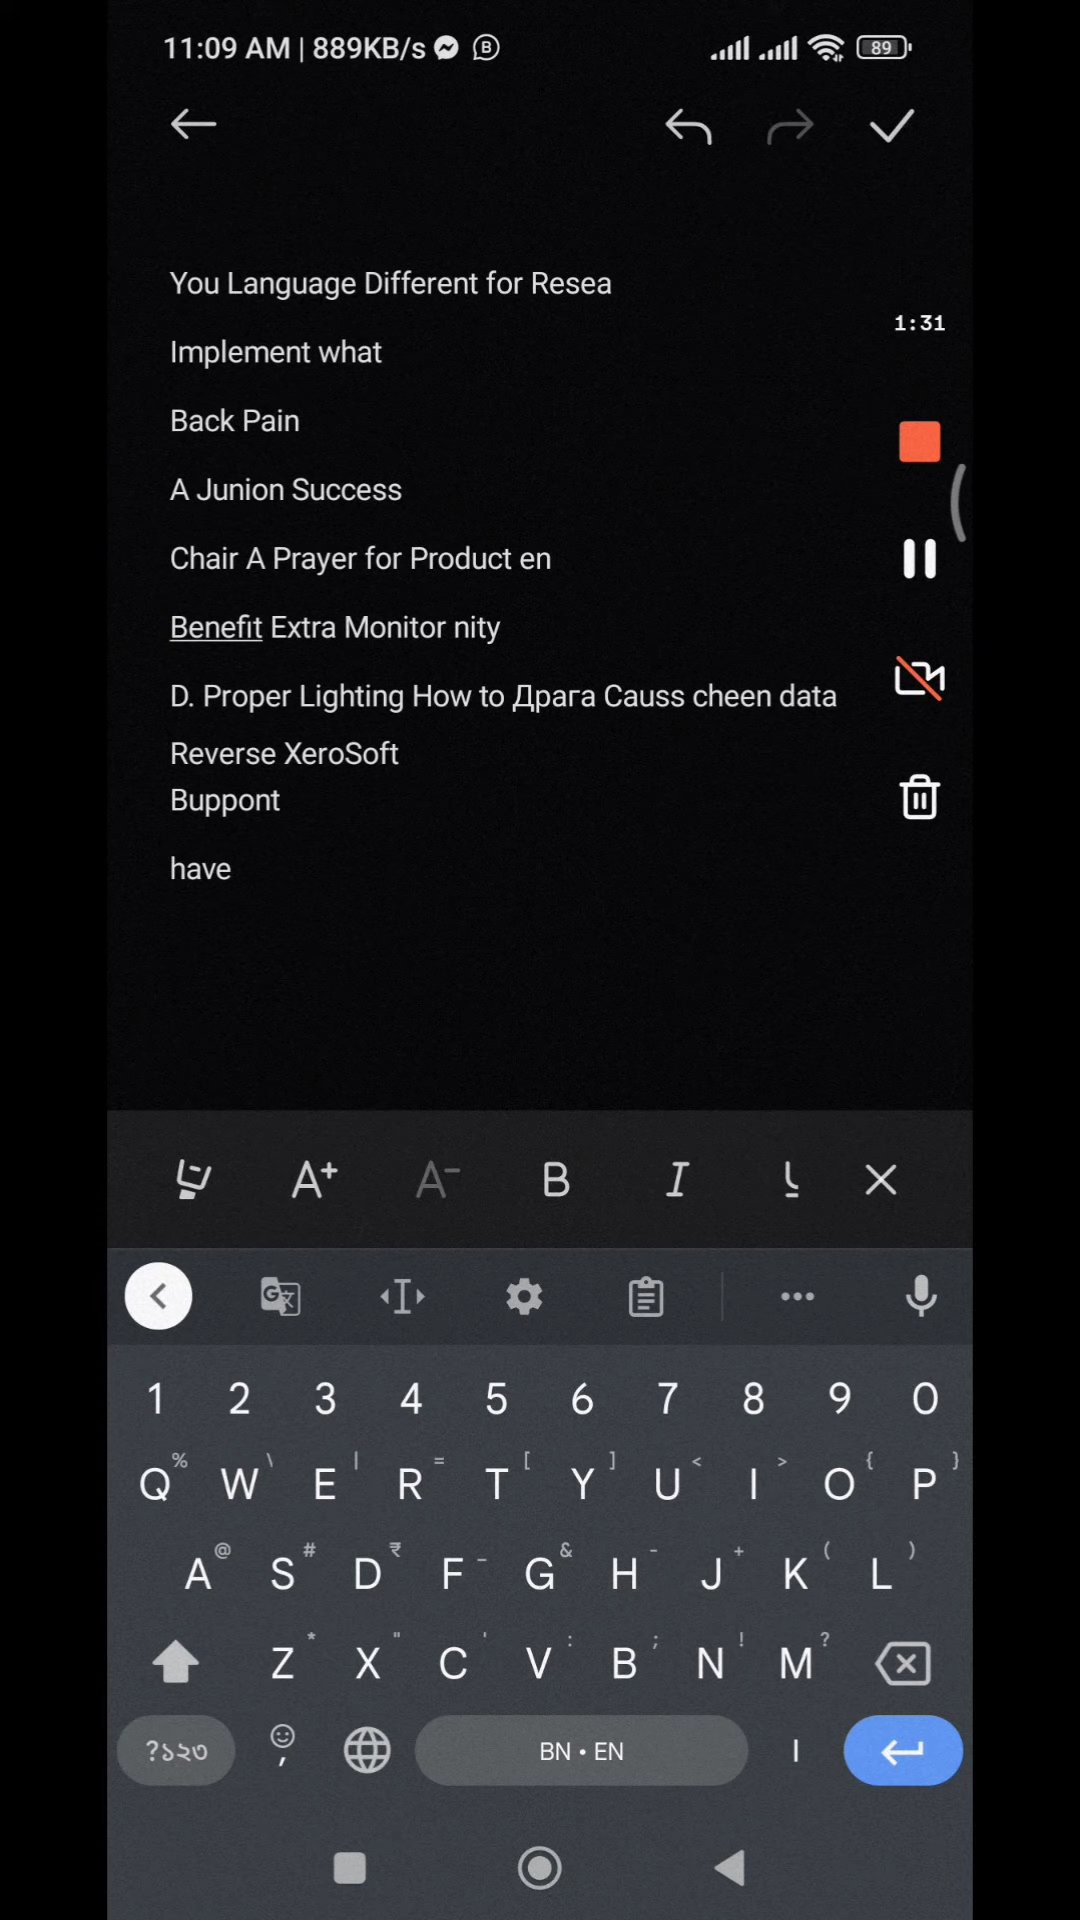 11:09 AM | 889KB/s
89
You Language Different for Resea
1:31
Implement what
Back Pain
A Junion Success
Chair A Prayer for Product en
Benefit Extra Monitor nity
D. Proper Lighting How to Драга Causs cheen data
Reverse XeroSoft
Buppont
have
A+ A- B I
1 2 3 4 5 6 7 8 9 0
% \ | = [ ] < > { }
Q W E R T Y U I O P
@ # ₹ _ & - + ( )
A S D F G H J K L
* " ' : ; ! ?
Z X C V B N M
?১২৩ , BN • EN |